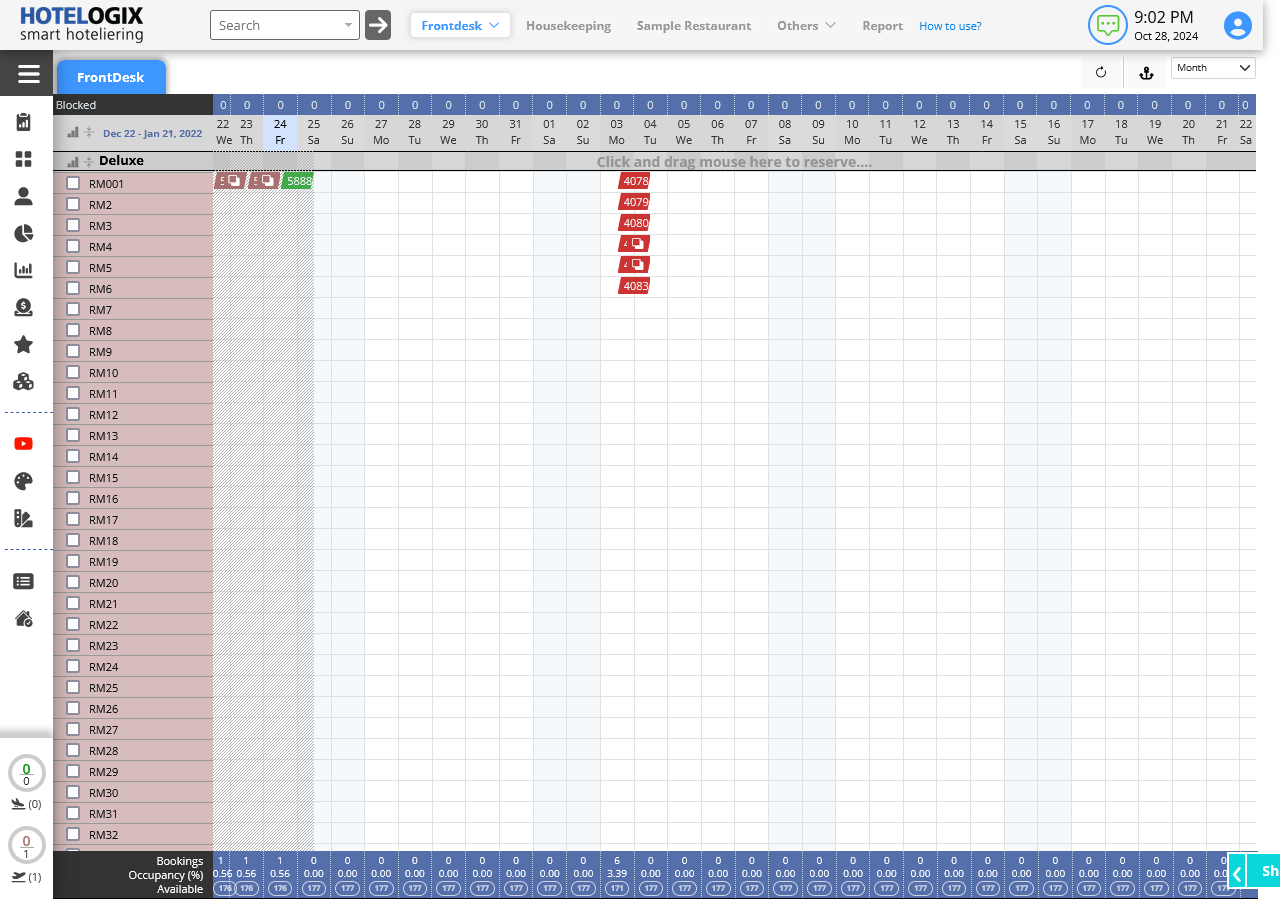 HOTELOGIX
smart hoteliering
Search
Frontdesk
Housekeeping
Sample Restaurant
Others
Report
How to use?
9:02 PM
Oct 28, 2024
FrontDesk
Month
Blocked 0 0 0 0 0 0 0 0 0 0 0 0 0 0 0 0 0 0 0 0 0 0 0 0 0 0 0 0 0 0 0 0
Dec 22 - Jan 21, 2022
22 23 24 25 26 27 28 29 30 31 01 02 03 04 05 06 07 08 09 10 11 12 13 14 15 16 17 18 19 20 21 22
We Th Fr Sa Su Mo Tu We Th Fr Sa Su Mo Tu We Th Fr Sa Su Mo Tu We Th Fr Sa Su Mo Tu We Th Fr Sa
Deluxe
Click and drag mouse here to reserve....
RM001 5888 4078
RM2 4079
RM3 4080
RM4
RM5
RM6 4083
RM7
RM8
RM9
RM10
RM11
RM12
RM13
RM14
RM15
RM16
RM17
RM18
RM19
RM20
RM21
RM22
RM23
RM24
RM25
RM26
RM27
RM28
RM29
RM30
RM31
RM32
0
0
(0)
0
1
(1)
Bookings 1 1 1 0 0 0 0 0 0 0 0 0 6 0 0 0 0 0 0 0 0 0 0 0 0 0 0 0 0 0 0
Occupancy (%) 0.56 0.56 0.56 0.00 0.00 0.00 0.00 0.00 0.00 0.00 0.00 0.00 3.39 0.00 0.00 0.00 0.00 0.00 0.00 0.00 0.00 0.00 0.00 0.00 0.00 0.00 0.00 0.00 0.00 0.00
Available 176 176 176 177 177 177 177 177 177 177 177 177 171 177 177 177 177 177 177 177 177 177 177 177 177 177 177 177 177 177
Sh